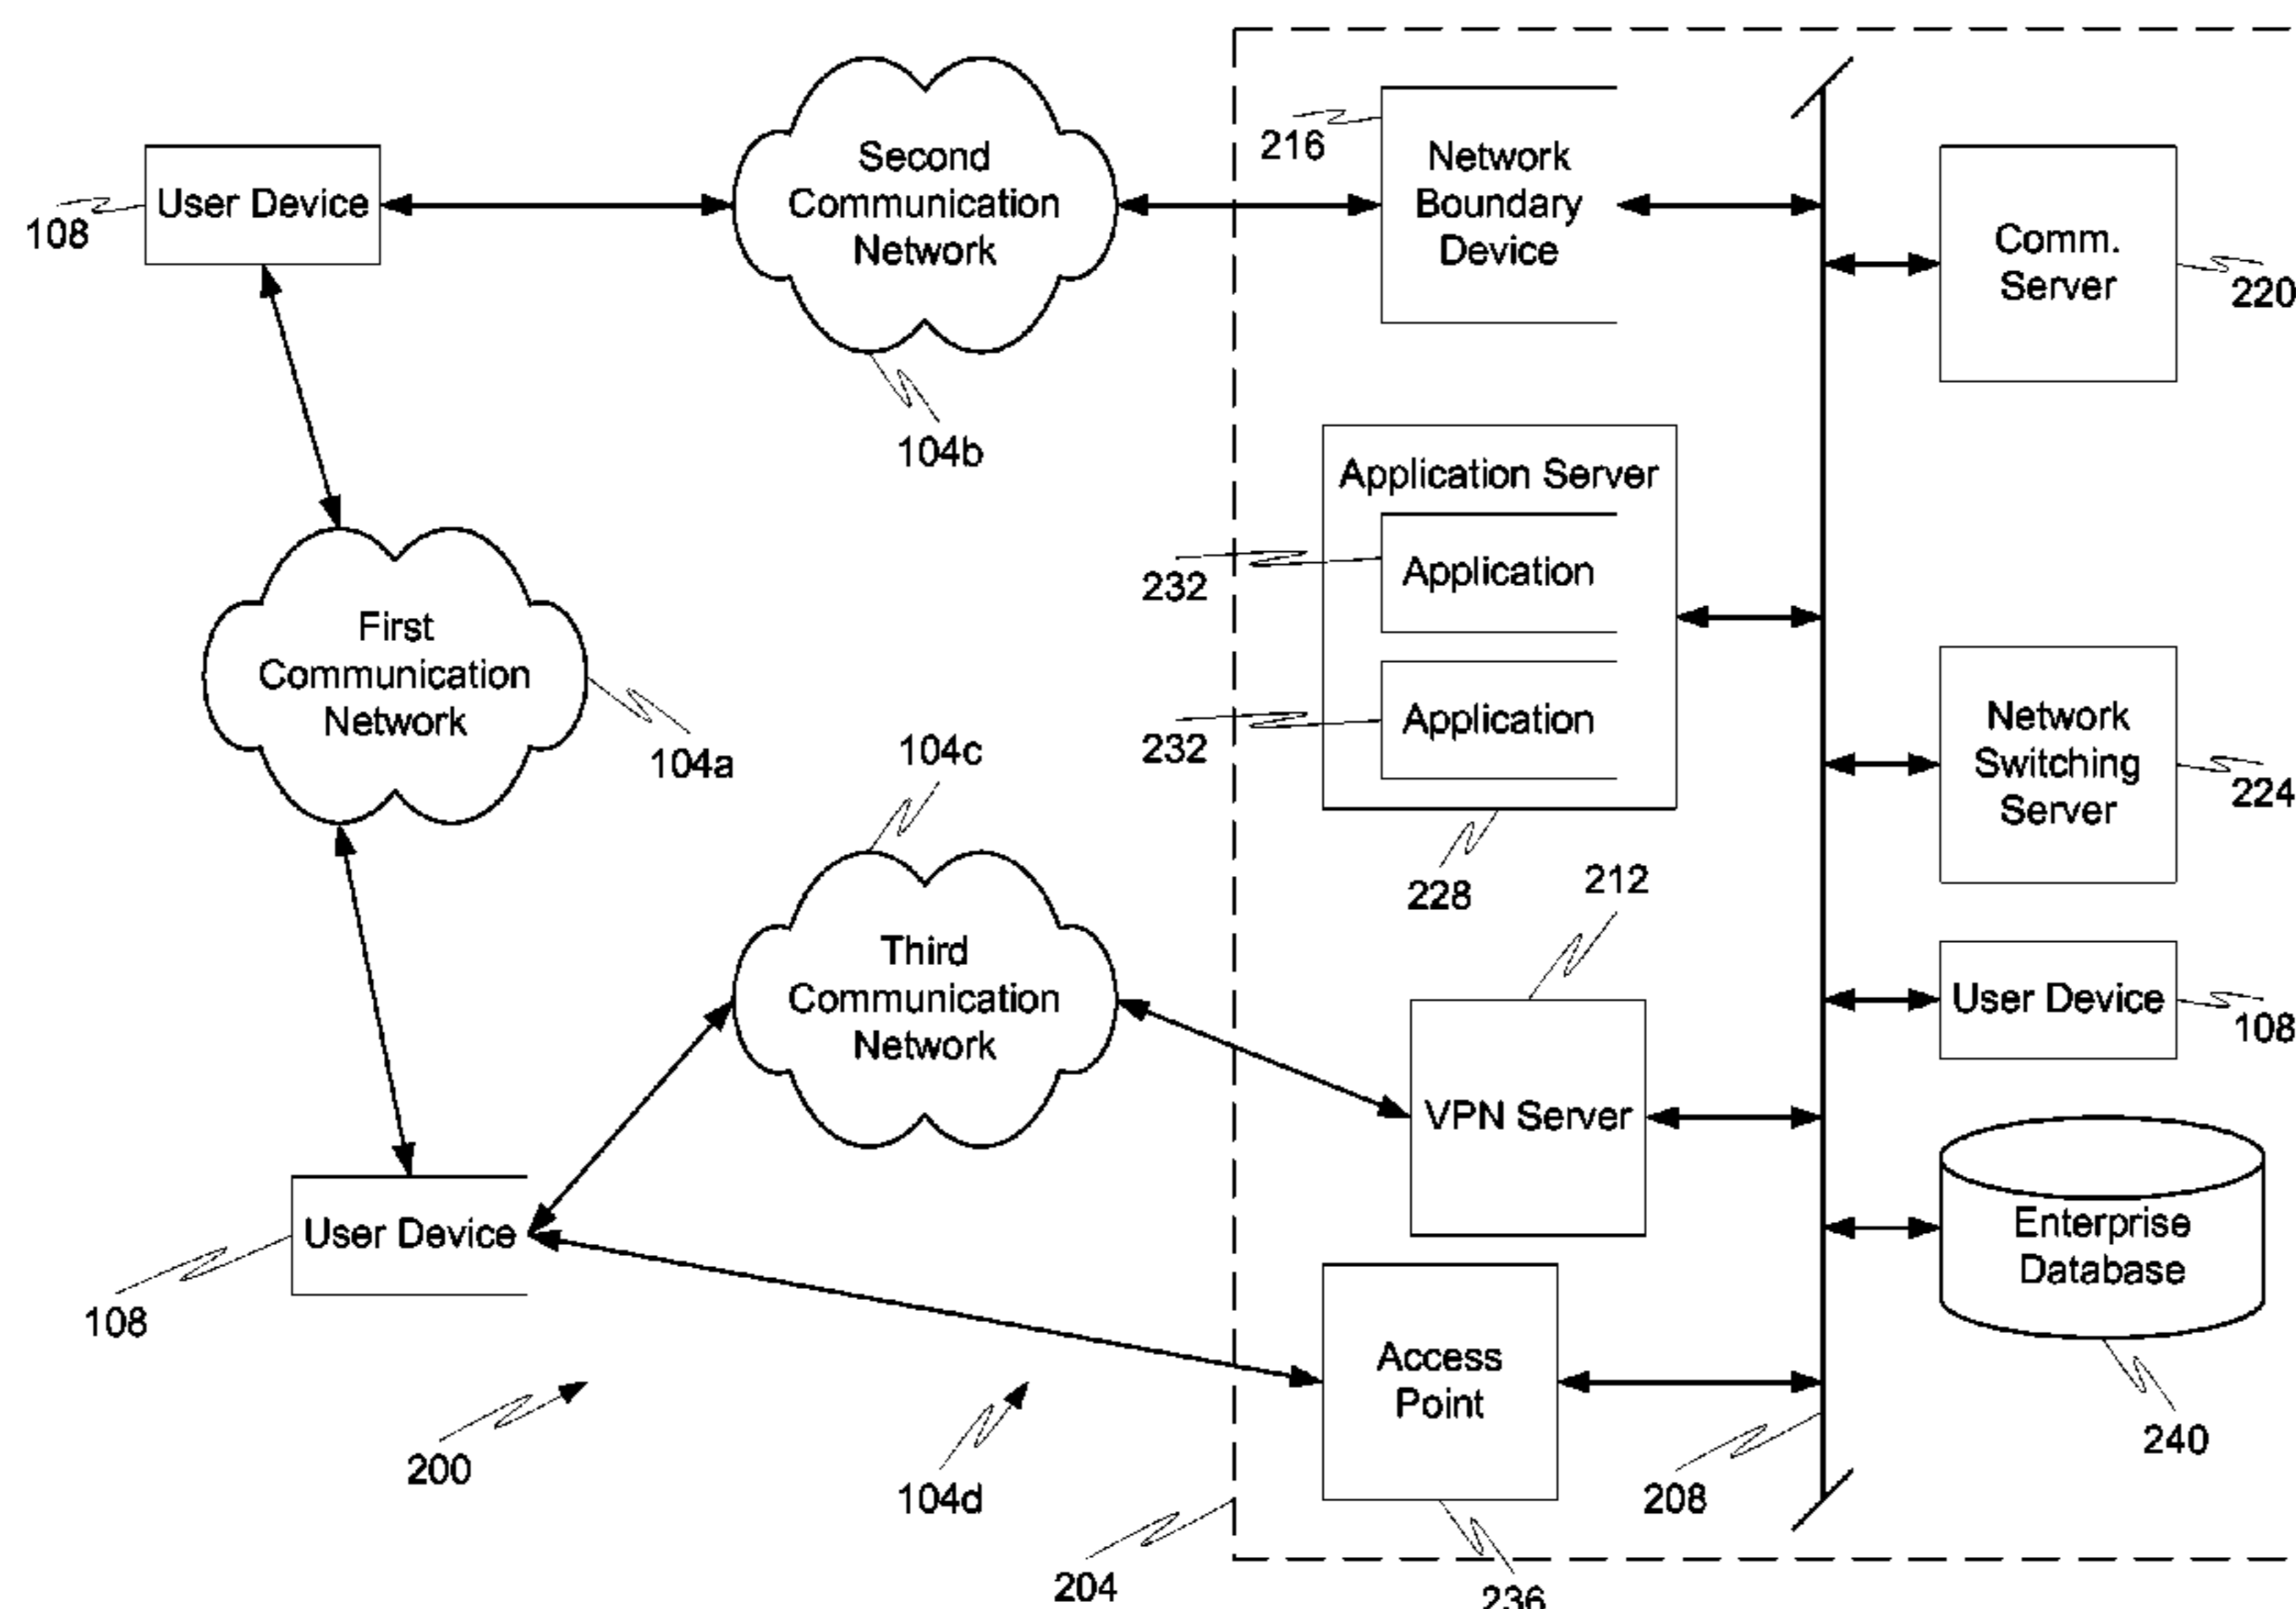 216
Network
Boundary
Device
Second
Communication
Network
User Device
108
Comm.
Server
220
104b
Application Server
232
Application
232
Application
228
First
Communication
Network
104a
Network
Switching
Server
224
104c
212
Third
Communication
Network
VPN Server
User Device
108
User Device
108
Enterprise
Database
240
Access
Point
200
104d
208
204
236